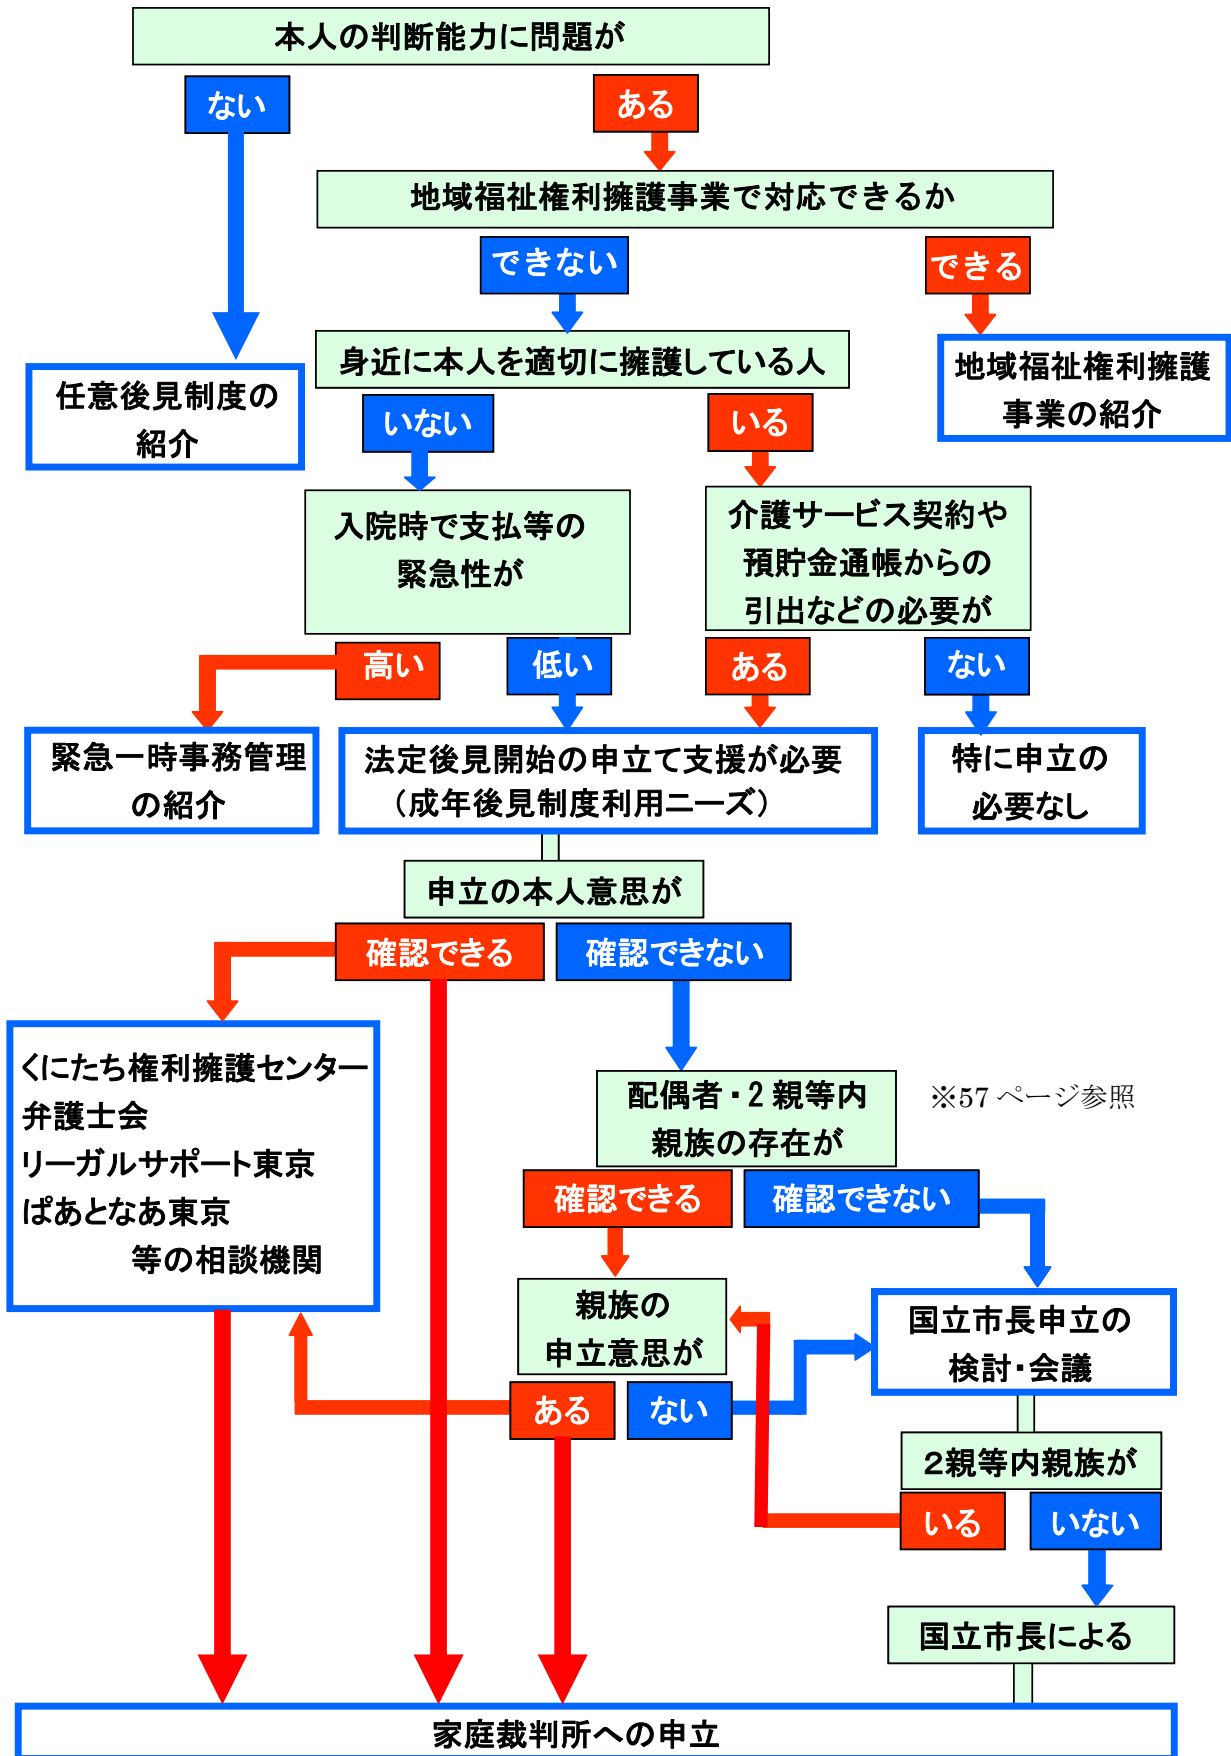 本人の判断能力に問題が
ない
ある
地域福祉権利擁護事業で対応できるか
できない
できる
身近に本人を適切に擁護している人
地域福祉権利擁護
事業の紹介
任意後見制度の
紹介
いない
いる
入院時で支払等の
緊急性が
介護サービス契約や
預貯金通帳からの
引出などの必要が
高い
低い
ある
ない
緊急一時事務管理
の紹介
法定後見開始の申立て支援が必要
（成年後見制度利用ニーズ）
特に申立の
必要なし
申立の本人意思が
確認できる
確認できない
くにたち権利擁護センター
弁護士会
リーガルサポート東京
ぱあとなあ東京
等の相談機関
配偶者・2 親等内
親族の存在が
※57 ページ参照
確認できる
確認できない
親族の
申立意思が
国立市長申立の
検討・会議
ある
ない
2親等内親族が
いる
いない
国立市長による
家庭裁判所への申立